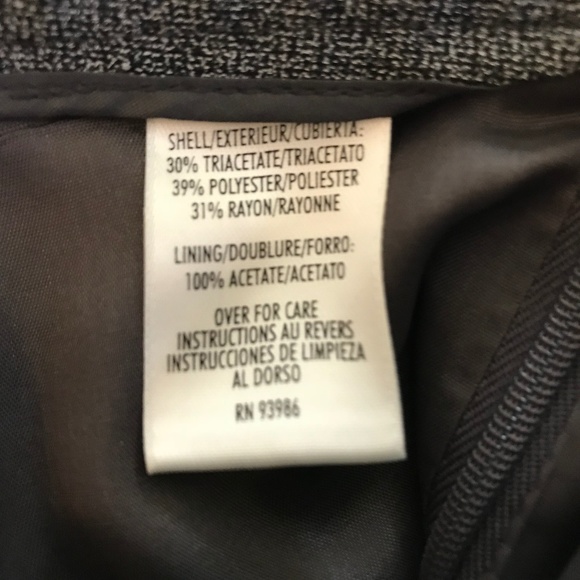 SHELL/EXTERIEUR/CUBIERTA:
30% TRIACETATE/TRIACETATO
39% POLYESTER/POLIESTER
31% RAYON/RAYONNE
LINING/DOUBLURE/FORRO:
100% ACETATE/ACETATO
OVER FOR CARE
INSTRUCTIONS AU REVERS
INSTRUCCIONES DE LIMPIEZA
AL DORSO
RN 93986